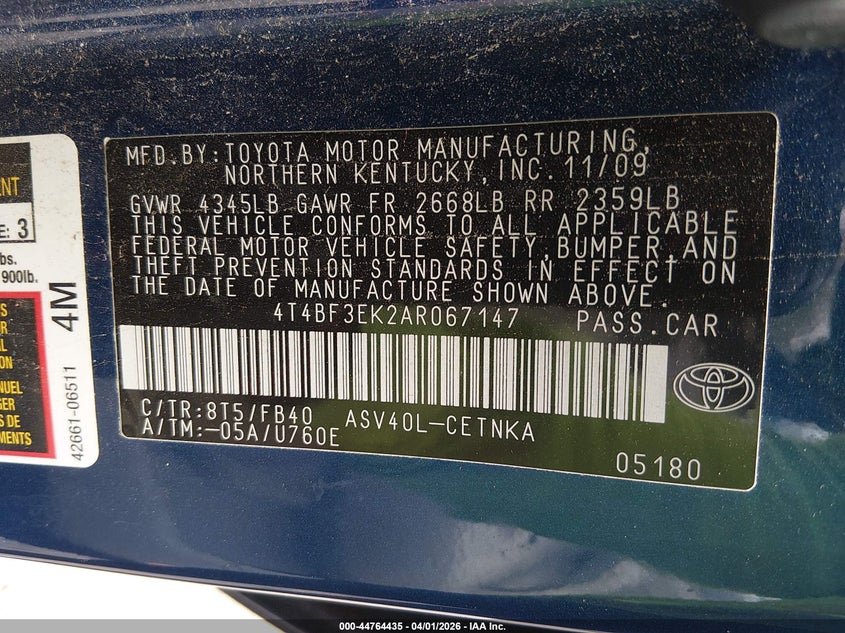 MFD. BY: TOYOTA MOTOR MANUFACTURING,
NORTHERN KENTUCKY, INC. 11/09
GVWR 4345LB GAWR FR 2668LB RR 2359LB
THIS VEHICLE CONFORMS TO ALL APPLICABLE
FEDERAL MOTOR VEHICLE SAFETY, BUMPER, AND
THEFT PREVENTION STANDARDS IN EFFECT ON
THE DATE OF MANUFACTURE SHOWN ABOVE.
4T4BF3EK2AR067147 PASS. CAR
C/TR: 8T5/FB40 ASV40L-CETNKA
A/TM: -05A/U760E
05180
3
900lb.
4M
42661-06511
000-44764435 - 04/01/2026 - IAA Inc.